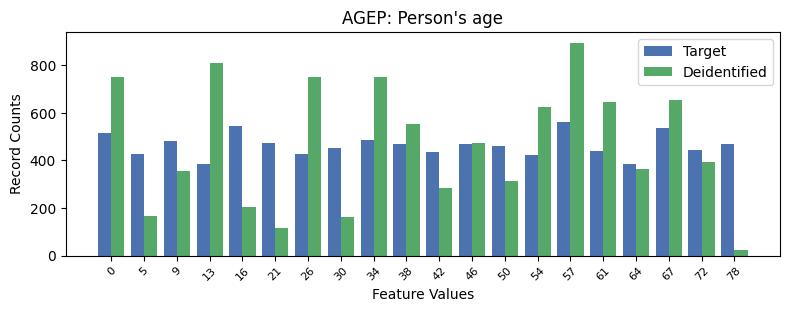 AGEP: Person's age
Record Counts
800
600
400
200
0
Target
Deidentified
0 5 9 13 16 21 26 30 34 38 42 46 50 54 57 61 64 67 72 78
Feature Values